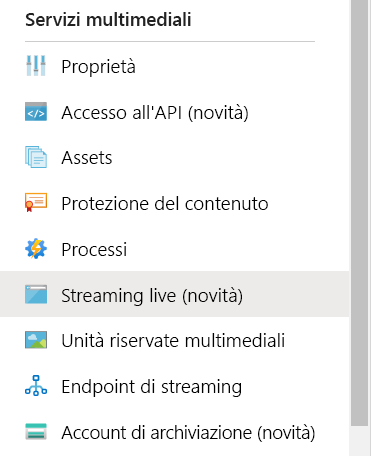 Servizi multimediali
Proprietà
Accesso all'API (novità)
Assets
Protezione del contenuto
Processi
Streaming live (novità)
Unità riservate multimediali
Endpoint di streaming
Account di archiviazione (novità)